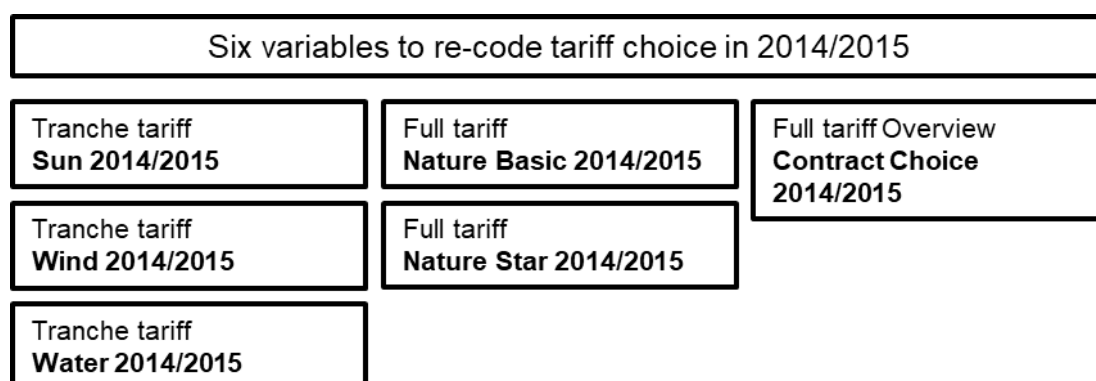 Six variables to re-code tariff choice in 2014/2015
Tranche tariff
Sun 2014/2015
Full tariff
Nature Basic 2014/2015
Full tariff Overview
Contract Choice
2014/2015
Tranche tariff
Wind 2014/2015
Full tariff
Nature Star 2014/2015
Tranche tariff
Water 2014/2015